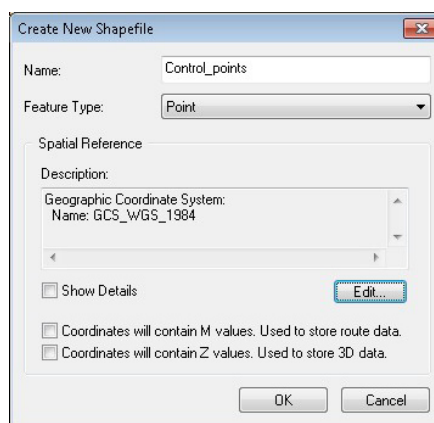 Create New Shapefile
Name: Control_points
Feature Type: Point
Spatial Reference
Description:
Geographic Coordinate System:
Name: GCS_WGS_1984
Show Details
Edit...
Coordinates will contain M values. Used to store route data.
Coordinates will contain Z values. Used to store 3D data.
OK Cancel